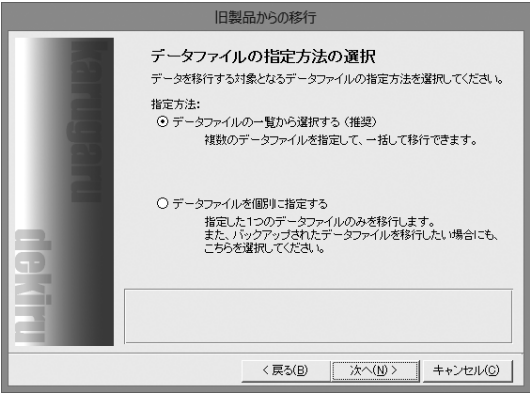 旧製品からの移行
karugaru
dekiru
データファイルの指定方法の選択
データを移行する対象となるデータファイルの指定方法を選択してください。
指定方法:
データファイルの一覧から選択する（推奨）
複数のデータファイルを指定して、一括して移行できます。
データファイルを個別に指定する
指定した1つのデータファイルのみを移行します。
また、バックアップされたデータファイルを移行したい場合にも、
こちらを選択してください。
< 戻る(B)
次へ(N) >
キャンセル(C)